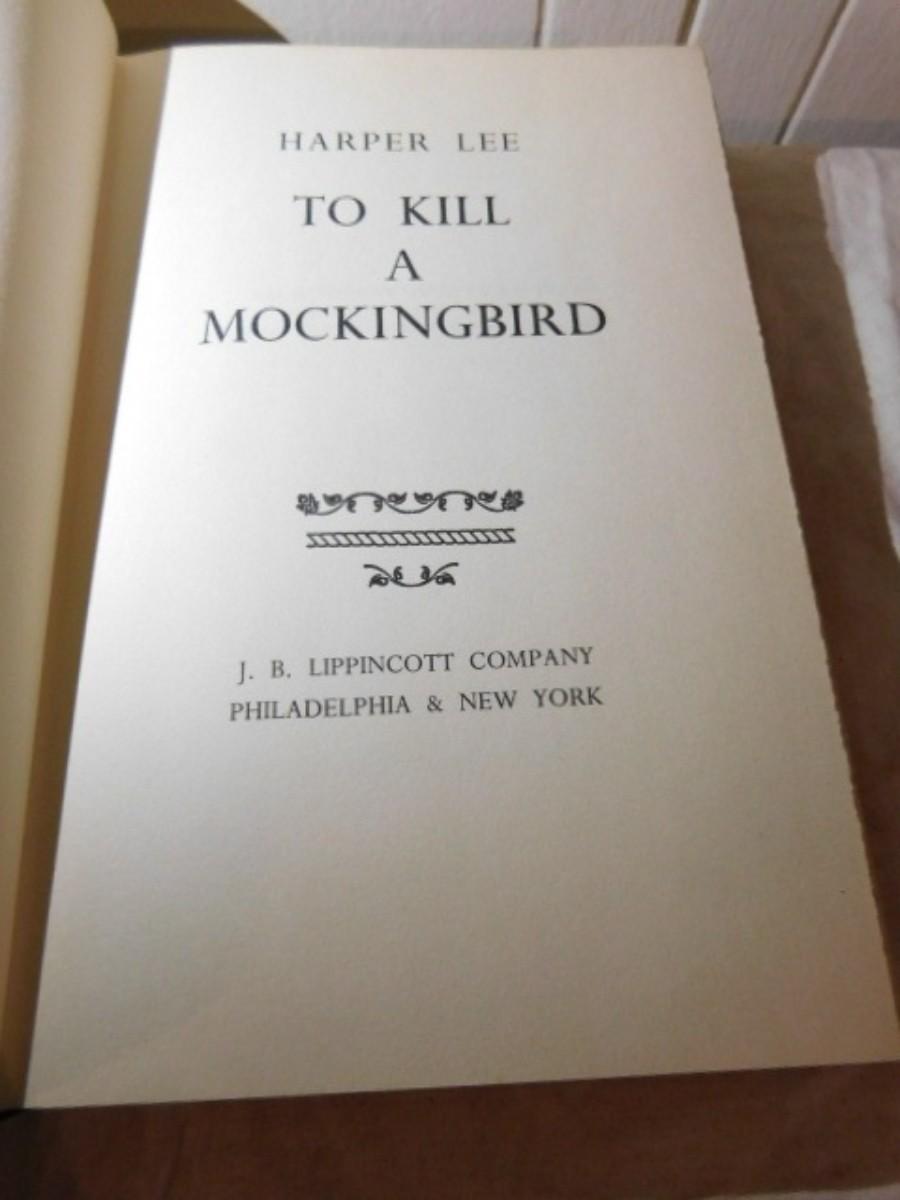 HARPER LEE
TO KILL
A
MOCKINGBIRD
J. B. LIPPINCOTT COMPANY
PHILADELPHIA & NEW YORK